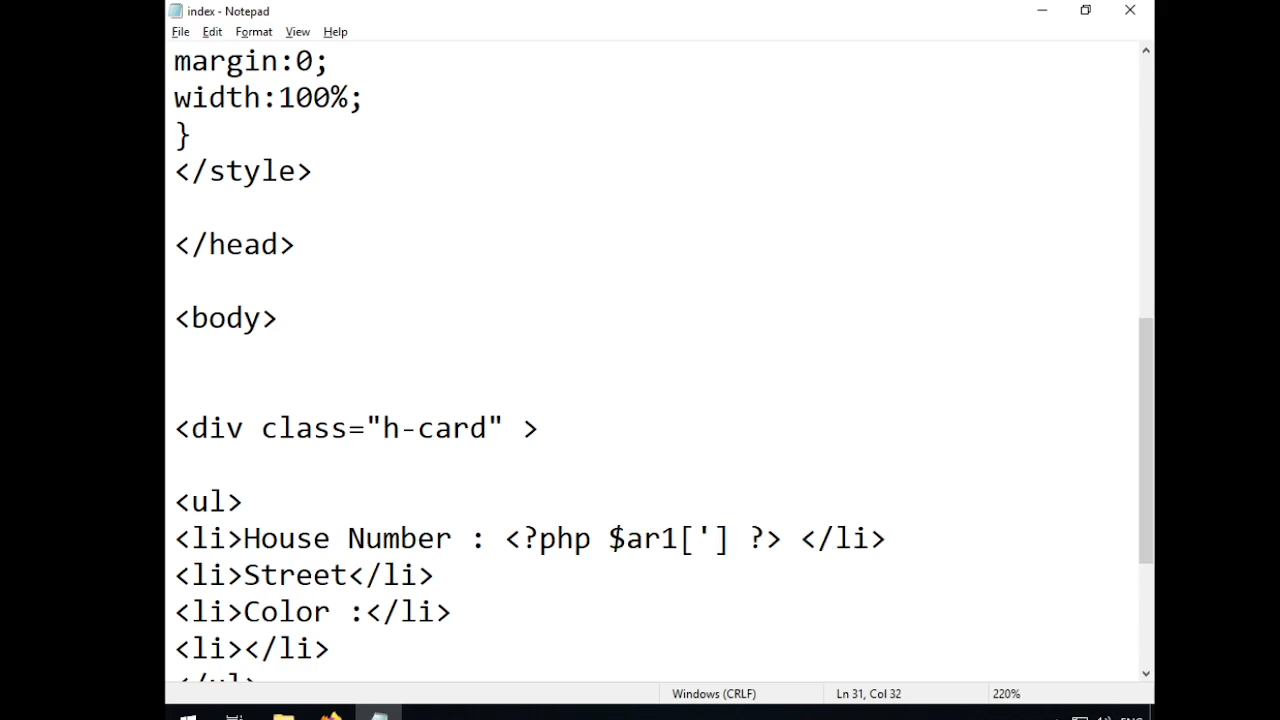 index - Notepad
File Edit Format View Help
margin:0;
width:100%;
}
</style>
</head>
<body>
<div class="h-card" >
<ul>
<li>House Number : <?php $ar1['] ?> </li>
<li>Street</li>
<li>Color :</li>
<li></li>
</ul>
Windows (CRLF) Ln 31, Col 32 220%
ENG